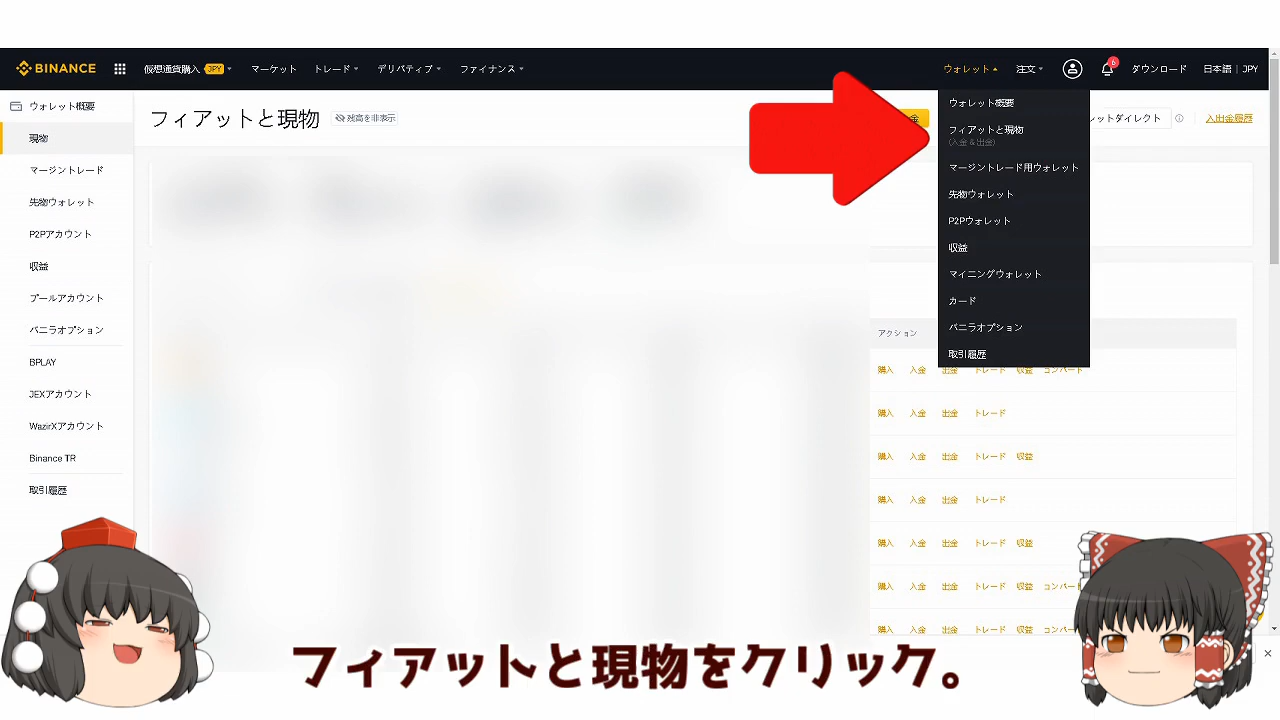 BINANCE
仮想通貨購入 JPY
マーケット
トレード
デリバティブ
ファイナンス
ウォレット
注文
6
ダウンロード
日本語 | JPY
ウォレット概要
現物
マージントレード
先物ウォレット
P2Pアカウント
収益
プールアカウント
バニラオプション
BPLAY
JEXアカウント
WazirXアカウント
Binance TR
取引履歴
フィアットと現物
残高を非表示
金
ウォレット概要
フィアットと現物
(入金&出金)
マージントレード用ウォレット
先物ウォレット
P2Pウォレット
収益
マイニングウォレット
カード
バニラオプション
取引履歴
レットダイレクト
入出金履歴
アクション
購入 入金 出金 トレード 収益 コンバート
購入 入金 出金 トレード
購入 入金 出金 トレード 収益
購入 入金 出金 トレード
購入 入金 出金 トレード 収益
購入 入金 出金 トレード 収益 コンバート
購入 入金 出金 トレード 収益 コンバート
フィアットと現物をクリック。